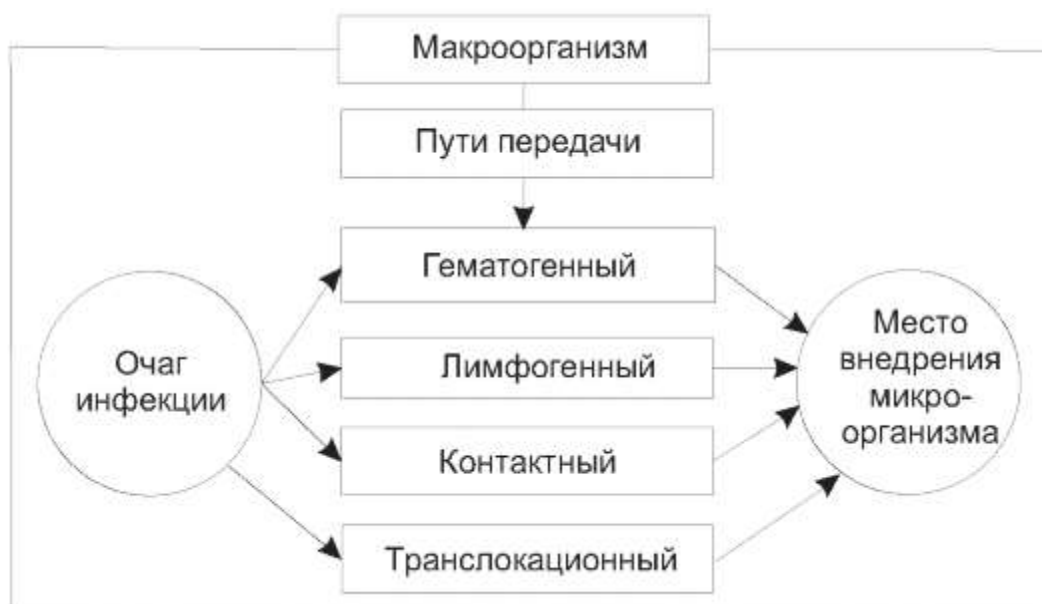 Макроорганизм
Пути передачи
Гематогенный
Очаг
инфекции
Лимфогенный
Контактный
Транслокационный
Место
внедрения
микро-
организма